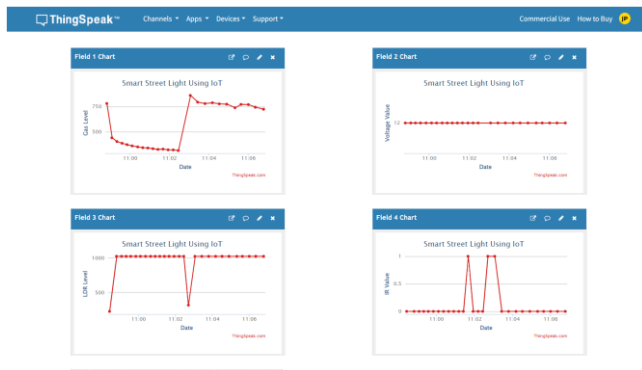 ThingSpeak™ Channels Apps Devices Support Commercial Use How to Buy JP
Field 1 Chart
Smart Street Light Using IoT
Gas Level
750
500
11:00 11:02 11:04 11:06
Date
ThingSpeak.com
Field 2 Chart
Smart Street Light Using IoT
Voltage Value
12
11:00 11:02 11:04 11:06
Date
ThingSpeak.com
Field 3 Chart
Smart Street Light Using IoT
LDR Level
1000
500
11:00 11:02 11:04 11:06
Date
ThingSpeak.com
Field 4 Chart
Smart Street Light Using IoT
IR Value
1
0.5
0
11:00 11:02 11:04 11:06
Date
ThingSpeak.com